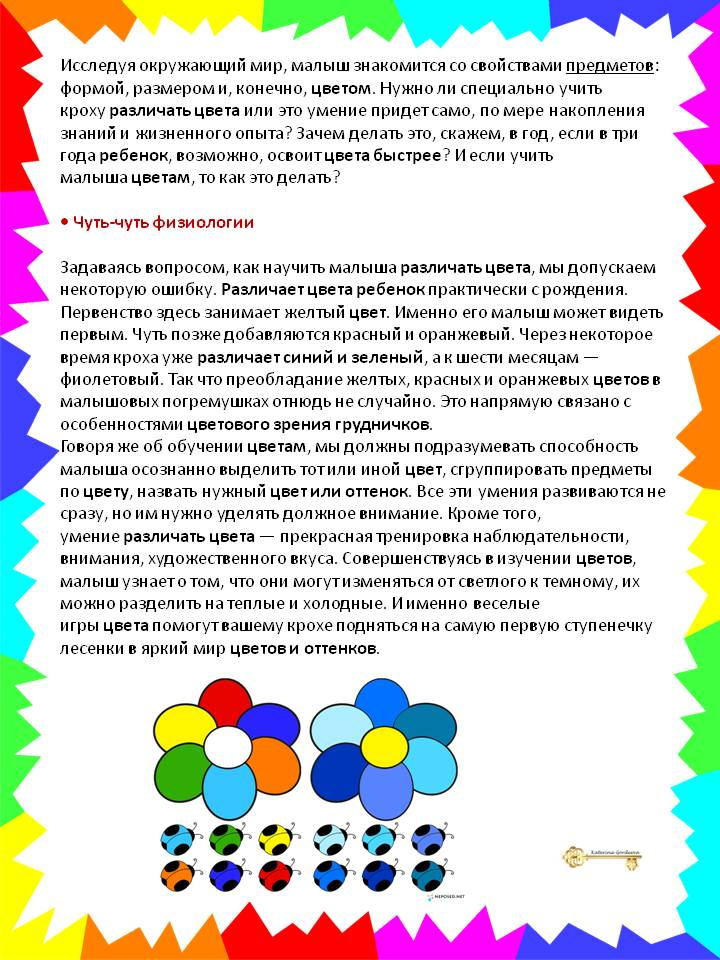 Исследуя окружающий мир, малыш знакомится со свойствами предметов:
формой, размером и, конечно, цветом. Нужно ли специально учить
кроху различать цвета или это умение придет само, по мере накопления
знаний и жизненного опыта? Зачем делать это, скажем, в год, если в три
года ребенок, возможно, освоит цвета быстрее? И если учить
малыша цветам, то как это делать?
• Чуть-чуть физиологии
Задаваясь вопросом, как научить малыша различать цвета, мы допускаем
некоторую ошибку. Различает цвета ребенок практически с рождения.
Первенство здесь занимает желтый цвет. Именно его малыш может видеть
первым. Чуть позже добавляются красный и оранжевый. Через некоторое
время кроха уже различает синий и зеленый, а к шести месяцам —
фиолетовый. Так что преобладание желтых, красных и оранжевых цветов в
малышовых погремушках отнюдь не случайно. Это напрямую связано с
особенностями цветового зрения грудничков.
Говоря же об обучении цветам, мы должны подразумевать способность
малыша осознанно выделить тот или иной цвет, сгруппировать предметы
по цвету, назвать нужный цвет или оттенок. Все эти умения развиваются не
сразу, но им нужно уделять должное внимание. Кроме того,
умение различать цвета — прекрасная тренировка наблюдательности,
внимания, художественного вкуса. Совершенствуясь в изучении цветов,
малыш узнает о том, что они могут изменяться от светлого к темному, их
можно разделить на теплые и холодные. И именно веселые
игры цвета помогут вашему крохе подняться на самую первую ступенечку
лесенки в яркий мир цветов и оттенков.
NEPOSED.NET